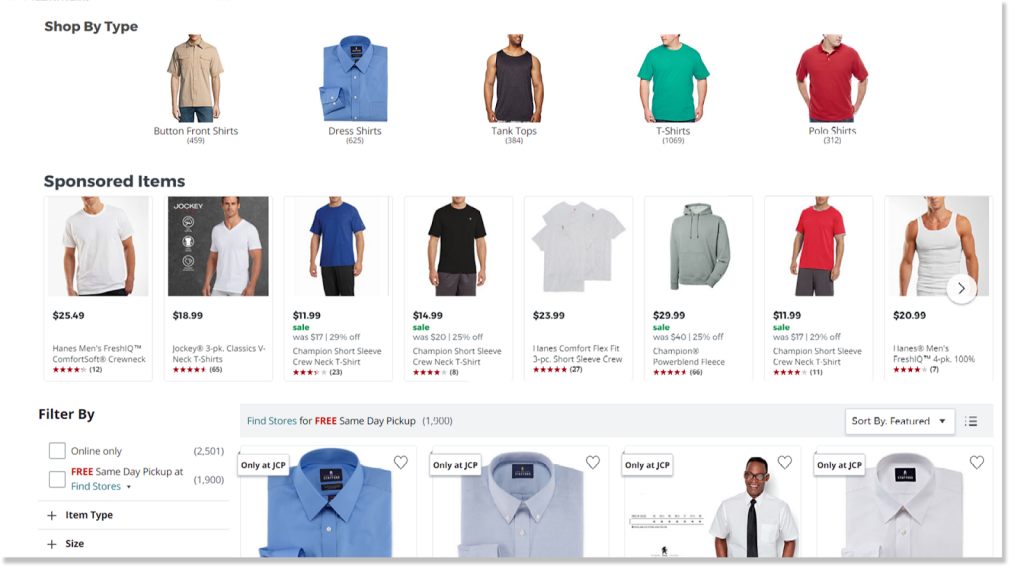 Shop By Type
Button Front Shirts
(459)
Dress Shirts
(625)
Tank Tops
(384)
T-Shirts
(1069)
Polo Shirts
(312)
Sponsored Items
JOCKEY
$25.49
Hanes Men's FreshIQ™
ComfortSoft® Crewneck
(12)
$18.99
Jockey® 3-pk. Classics V-
Neck T-Shirts
(65)
$11.99
sale
was $17 | 29% off
Champion Short Sleeve
Crew Neck T-Shirt
(23)
$14.99
sale
was $20 | 25% off
Champion Short Sleeve
Crew Neck T-Shirt
(8)
$23.99
Hanes Comfort Flex Fit
3-pc. Short Sleeve Crew
(27)
$29.99
sale
was $40 | 25% off
Champion®
Powerblend Fleece
(66)
$11.99
sale
was $17 | 29% off
Champion Short Sleeve
Crew Neck T-Shirt
(11)
$20.99
Hanes® Men's
FreshIQ™ 4-pk. 100%
(7)
Filter By
Online only (2,501)
FREE Same Day Pickup at
Find Stores (1,900)
+ Item Type
+ Size
Find Stores for FREE Same Day Pickup (1,900)
Sort By: Featured
Only at JCP
STAFFORD
Only at JCP
STAFFORD
Only at JCP
Only at JCP
STAFFORD